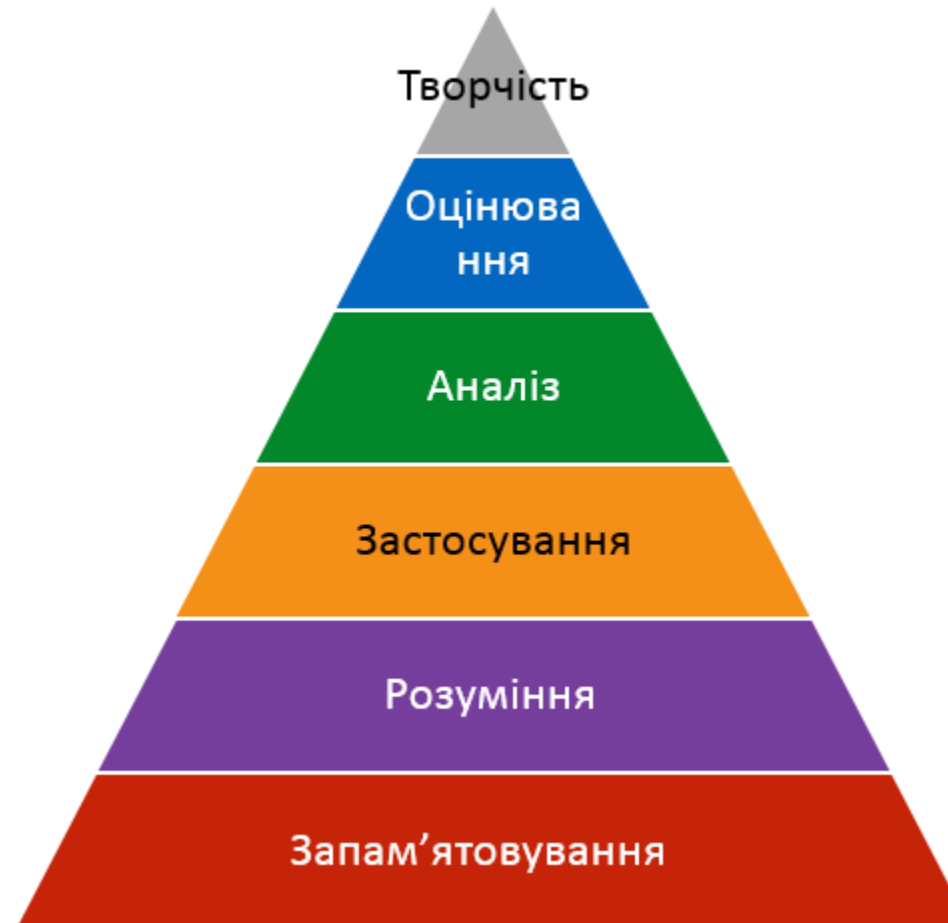 Творчість
Оцінюва
ння
Аналіз
Застосування
Розуміння
Запам’ятовування